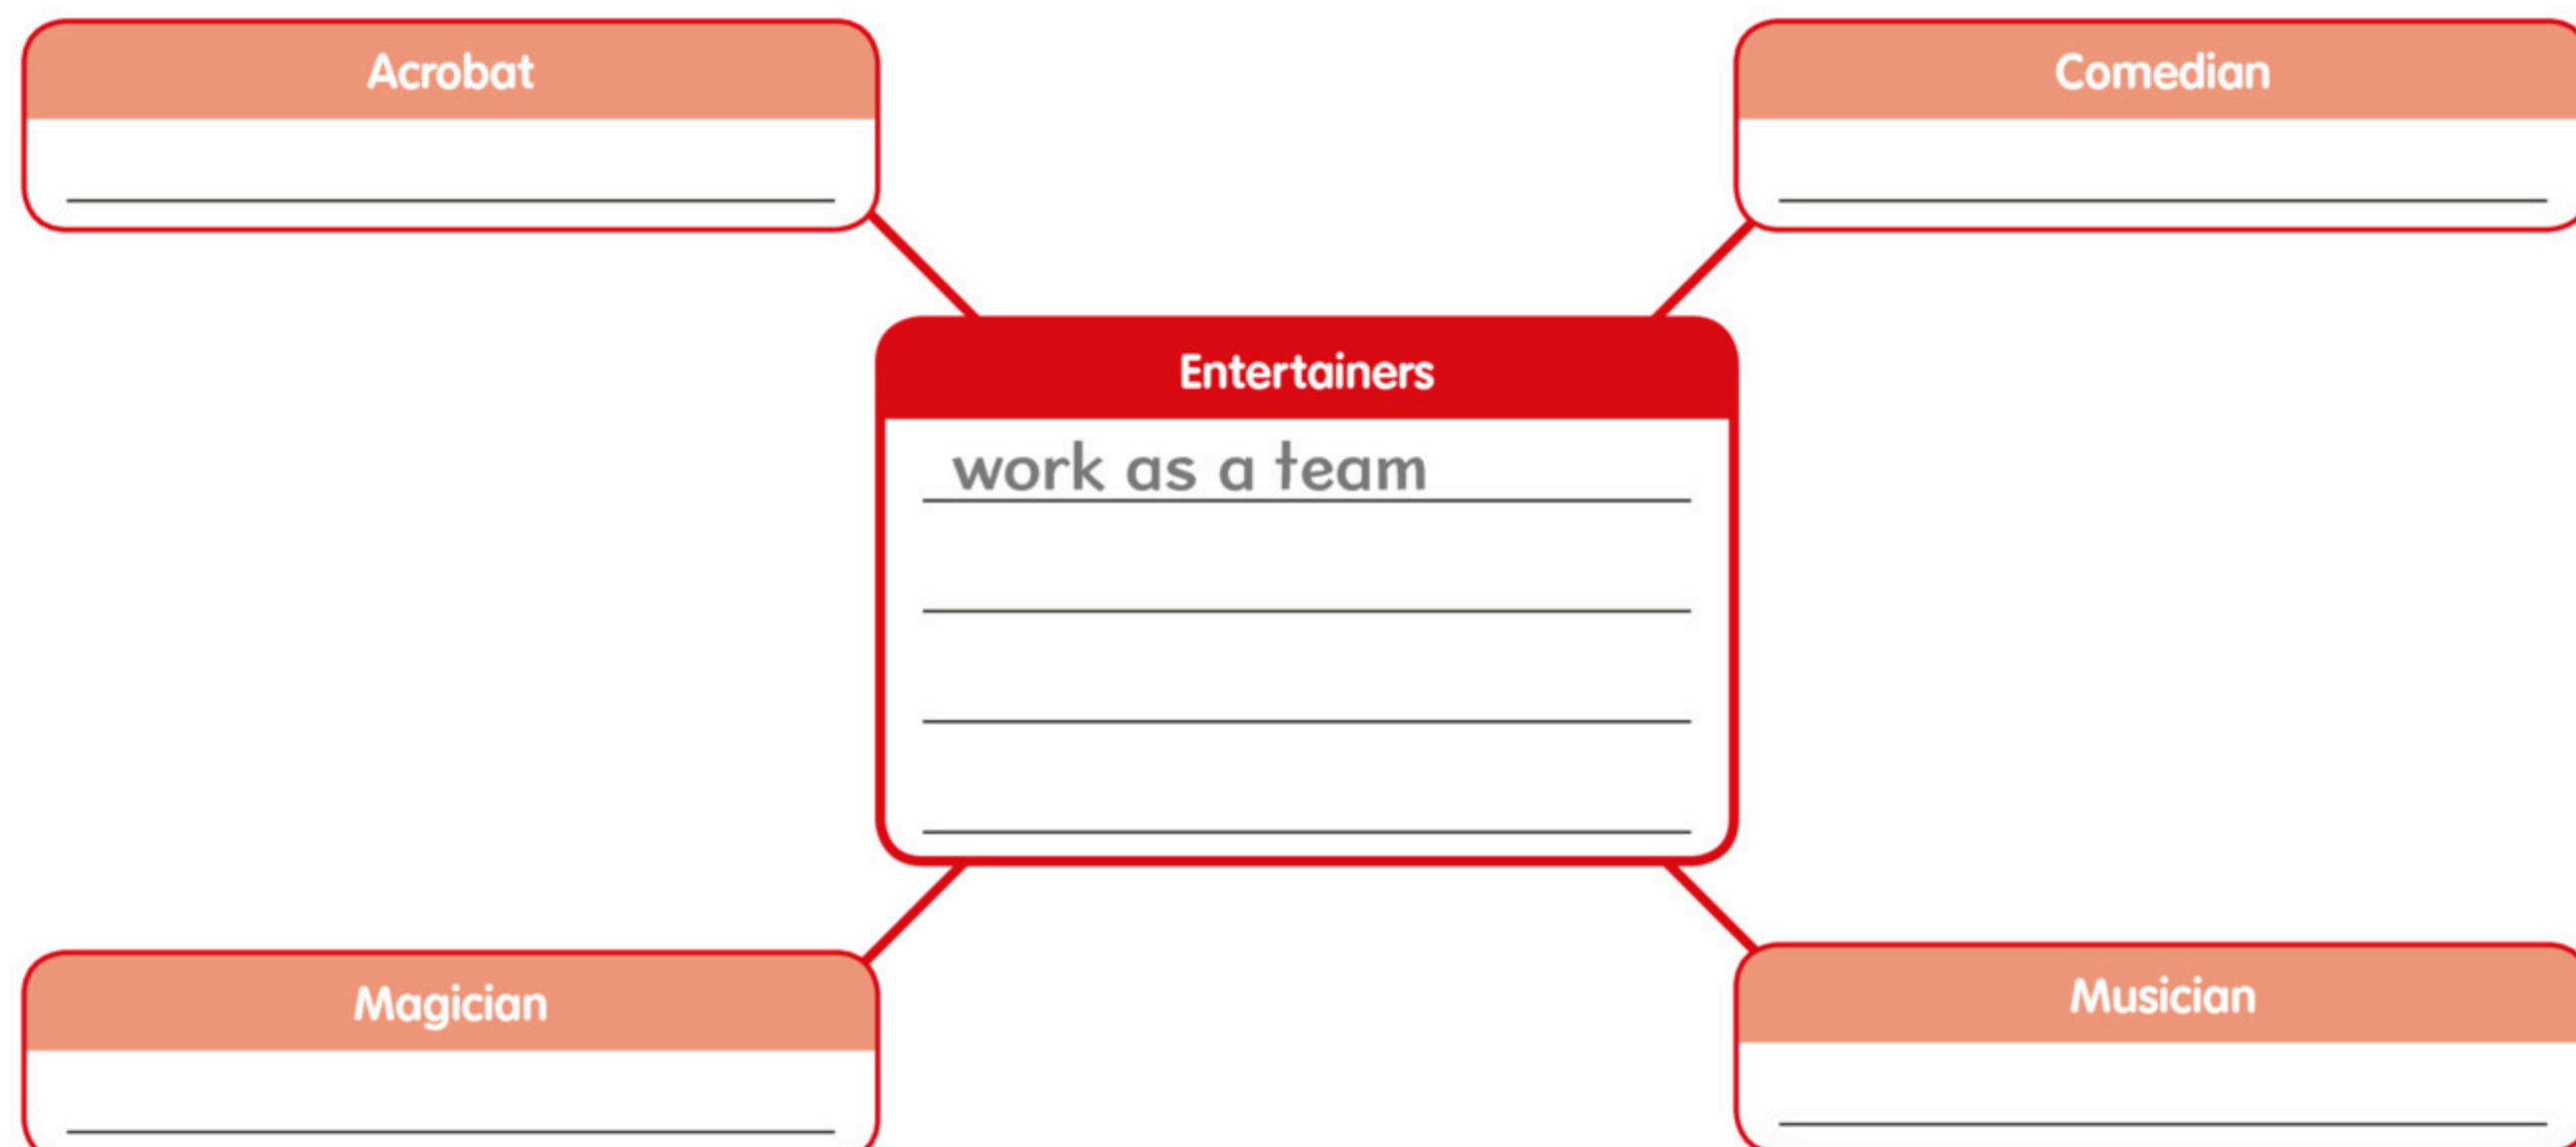 Acrobat
Comedian
Entertainers
work as a team
Magician
Musician